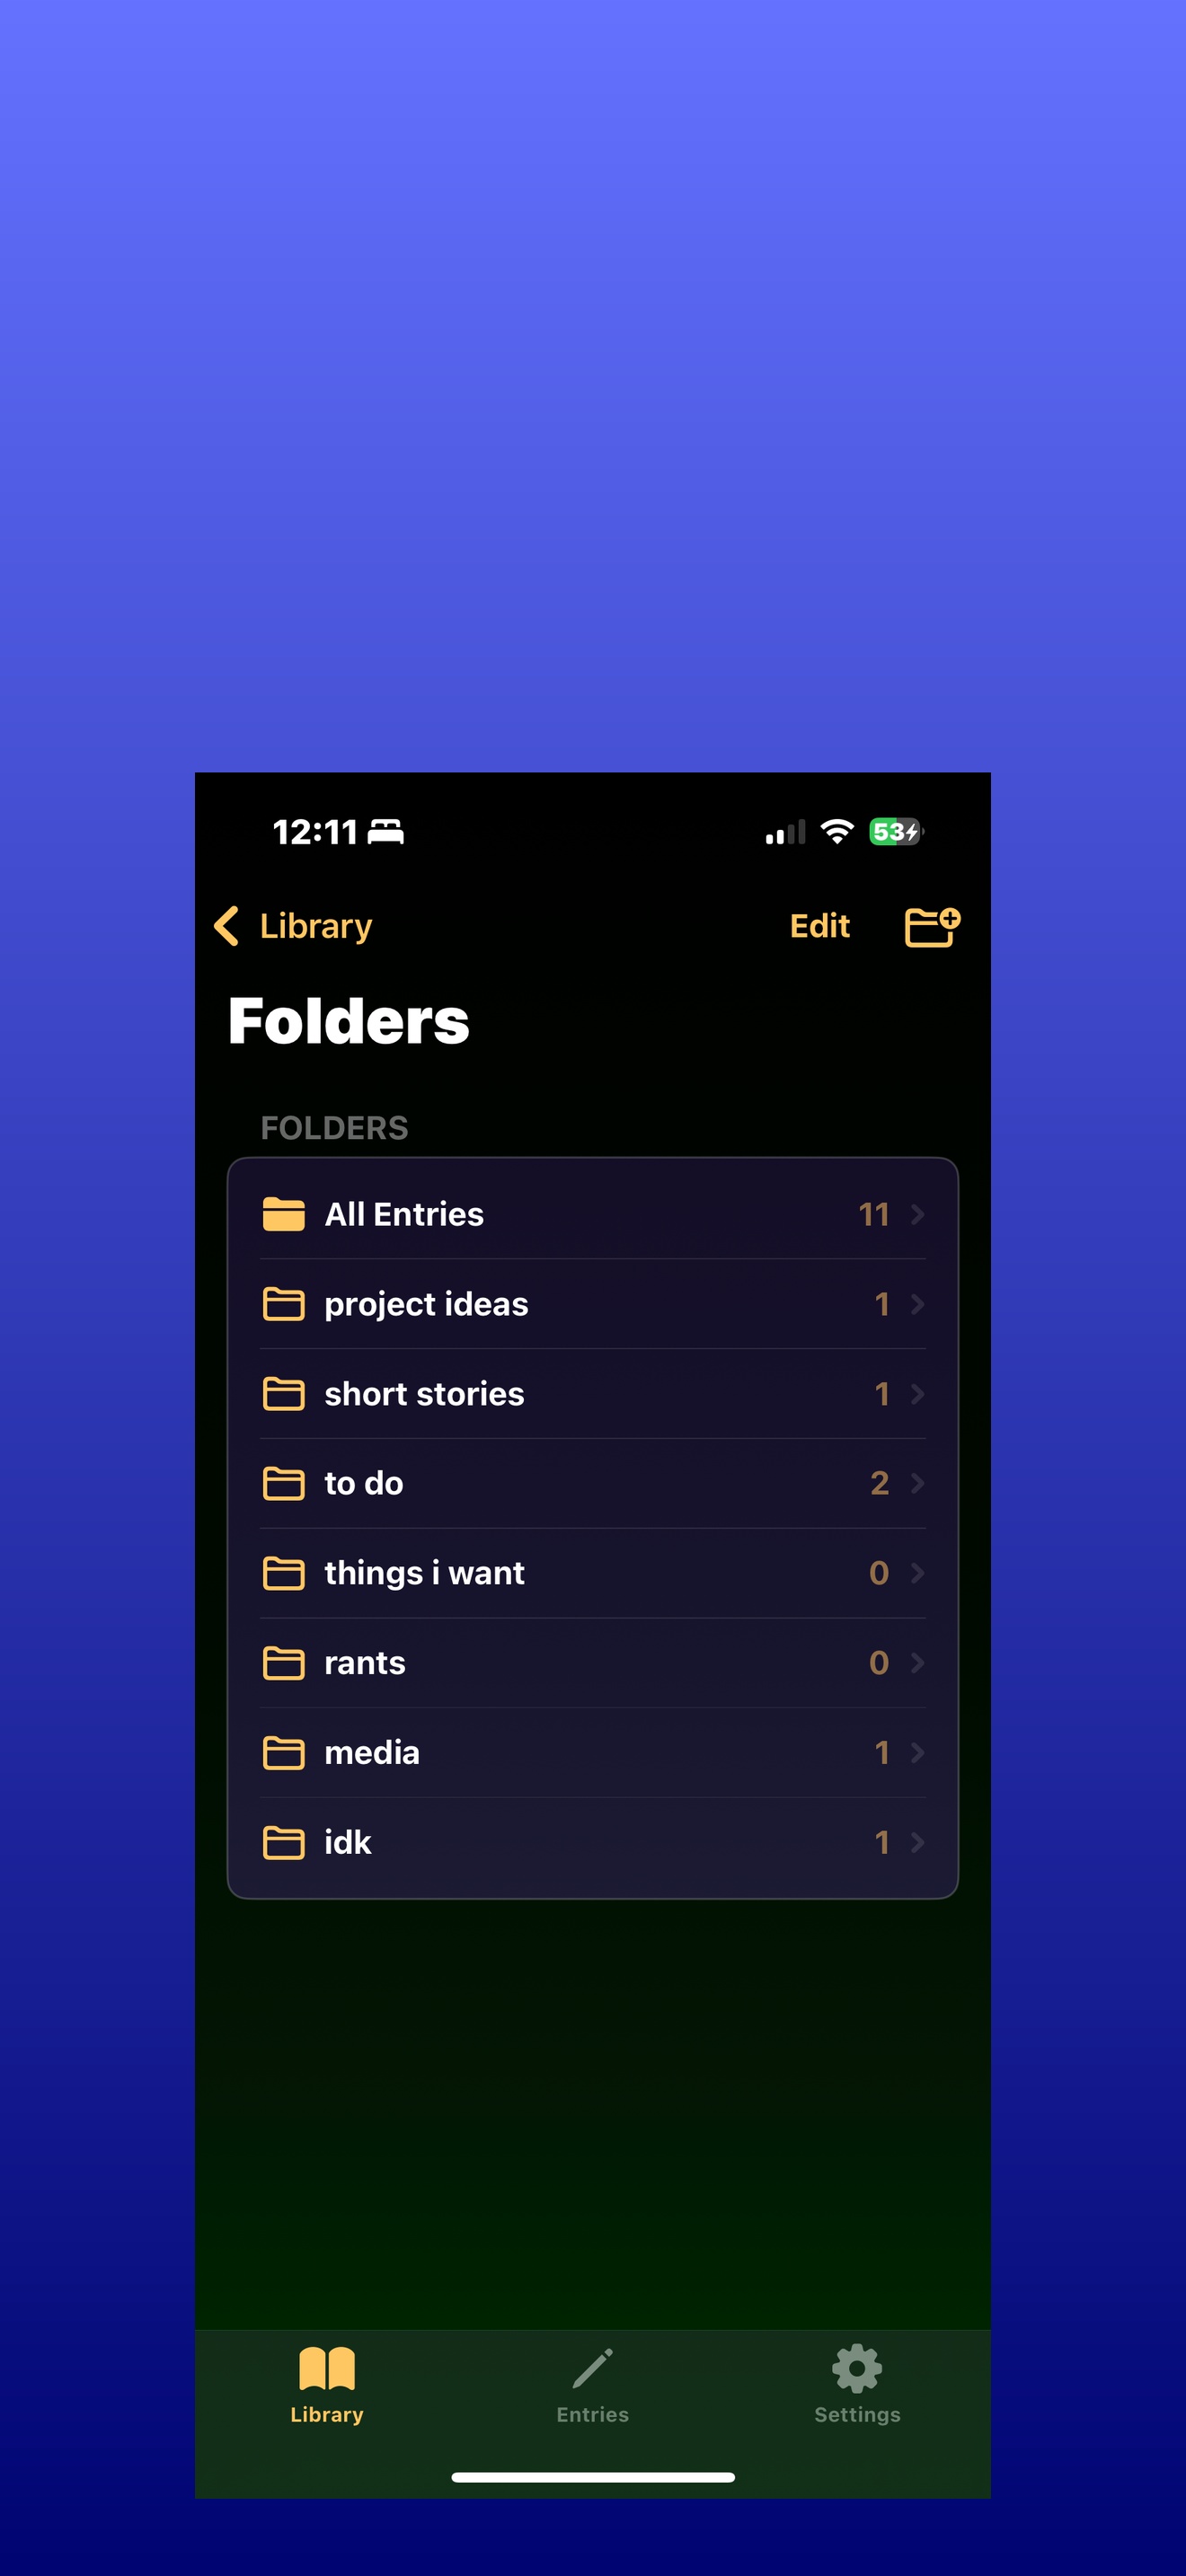 12:11 53
Library Edit
Folders
FOLDERS
All Entries 11
project ideas 1
short stories 1
to do 2
things i want 0
rants 0
media 1
idk 1
Library Entries Settings